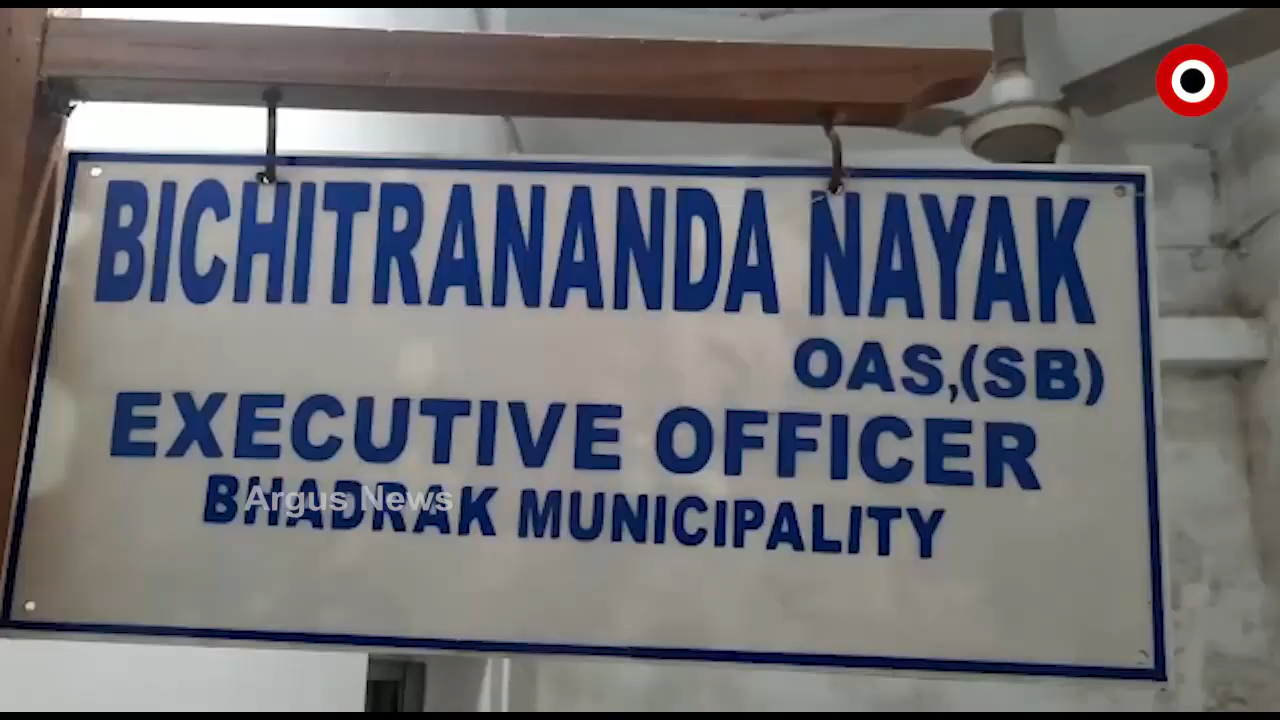 BICHITRANANDA NAYAK
OAS,(SB)
EXECUTIVE OFFICER
BHADRAK MUNICIPALITY
Argus News